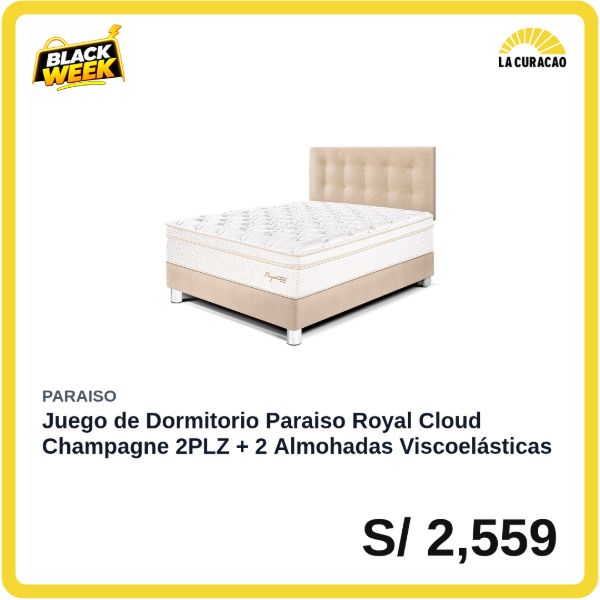 BLACK
WEEK
LA CURACAO
PARAISO
Juego de Dormitorio Paraiso Royal Cloud
Champagne 2PLZ + 2 Almohadas Viscoelásticas
S/ 2,559